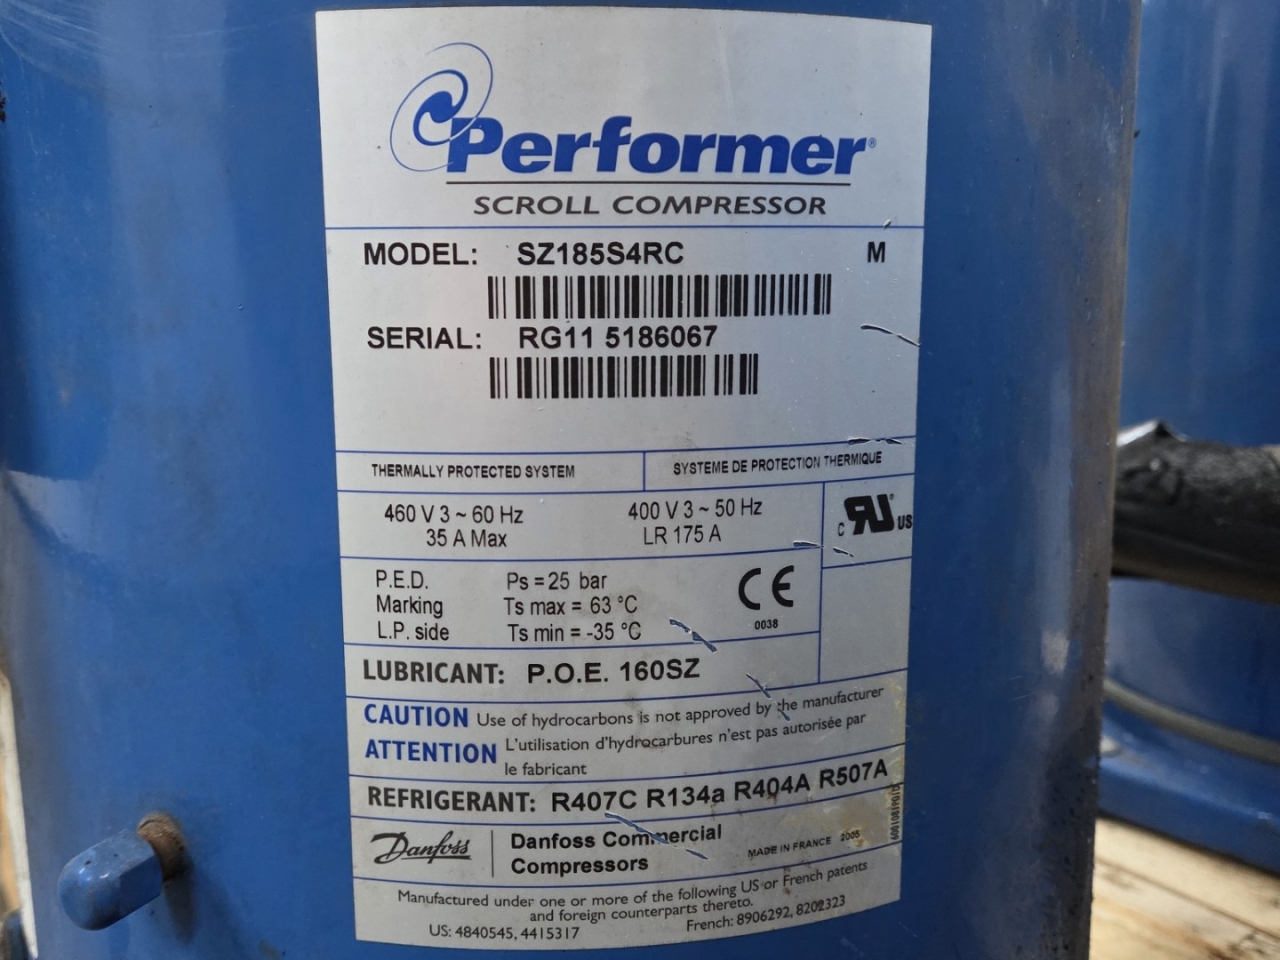 Performer®
SCROLL COMPRESSOR
MODEL: SZ185S4RC M
SERIAL: RG11 5186067
THERMALLY PROTECTED SYSTEM SYSTEME DE PROTECTION THERMIQUE
460 V 3 ~ 60 Hz 400 V 3 ~ 50 Hz
35 A Max LR 175 A
c RU ® US
P.E.D. Ps = 25 bar
Marking Ts max = 63 °C
L.P. side Ts min = -35 °C
CE
0038
LUBRICANT: P.O.E. 160SZ
CAUTION Use of hydrocarbons is not approved by the manufacturer
ATTENTION L'utilisation d'hydrocarbures n'est pas autorisée par
le fabricant
REFRIGERANT: R407C R134a R404A R507A
Danfoss Danfoss Commercial
Compressors
MADE IN FRANCE 2005
Manufactured under one or more of the following US or French patents
and foreign counterparts thereto.
US: 4840545, 4415317 French: 8906292, 8202323